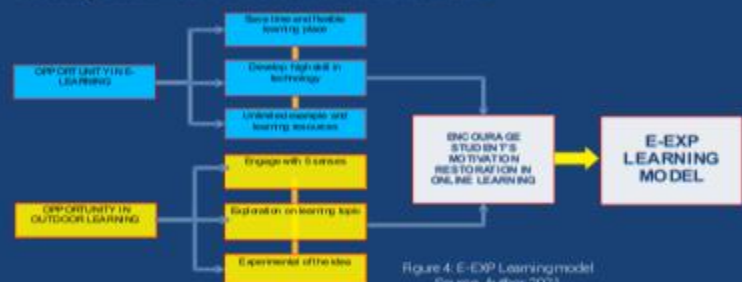 Save time and flexible
learning place
OPPORTUNITY IN E-
LEARNING
Develop high skill in
technology
Unlimited example and
learning resources
ENCOURAGE
STUDENT'S
MOTIVATION
RESTORATION IN
ONLINE LEARNING
E-EXP
LEARNING
MODEL
Engage with 5 senses
OPPORTUNITY IN
OUTDOOR LEARNING
Exploration on learning topic
Experimental of the idea
Figure 4: E-EXP Learning model